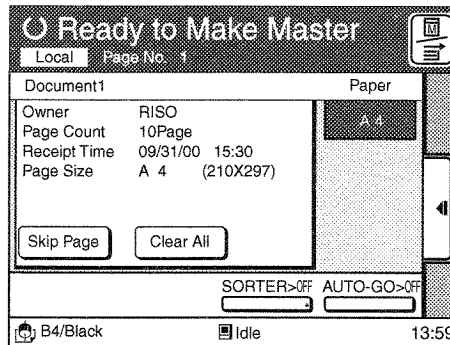 Ready to Make Master
Local Page No. 1
Document1 Paper
Owner RISO
Page Count 10Page
Receipt Time 09/31/00 15:30
Page Size A 4 (210X297)
A 4
Skip Page Clear All
SORTER>OFF AUTO-GO>OFF
B4/Black Idle 13:59